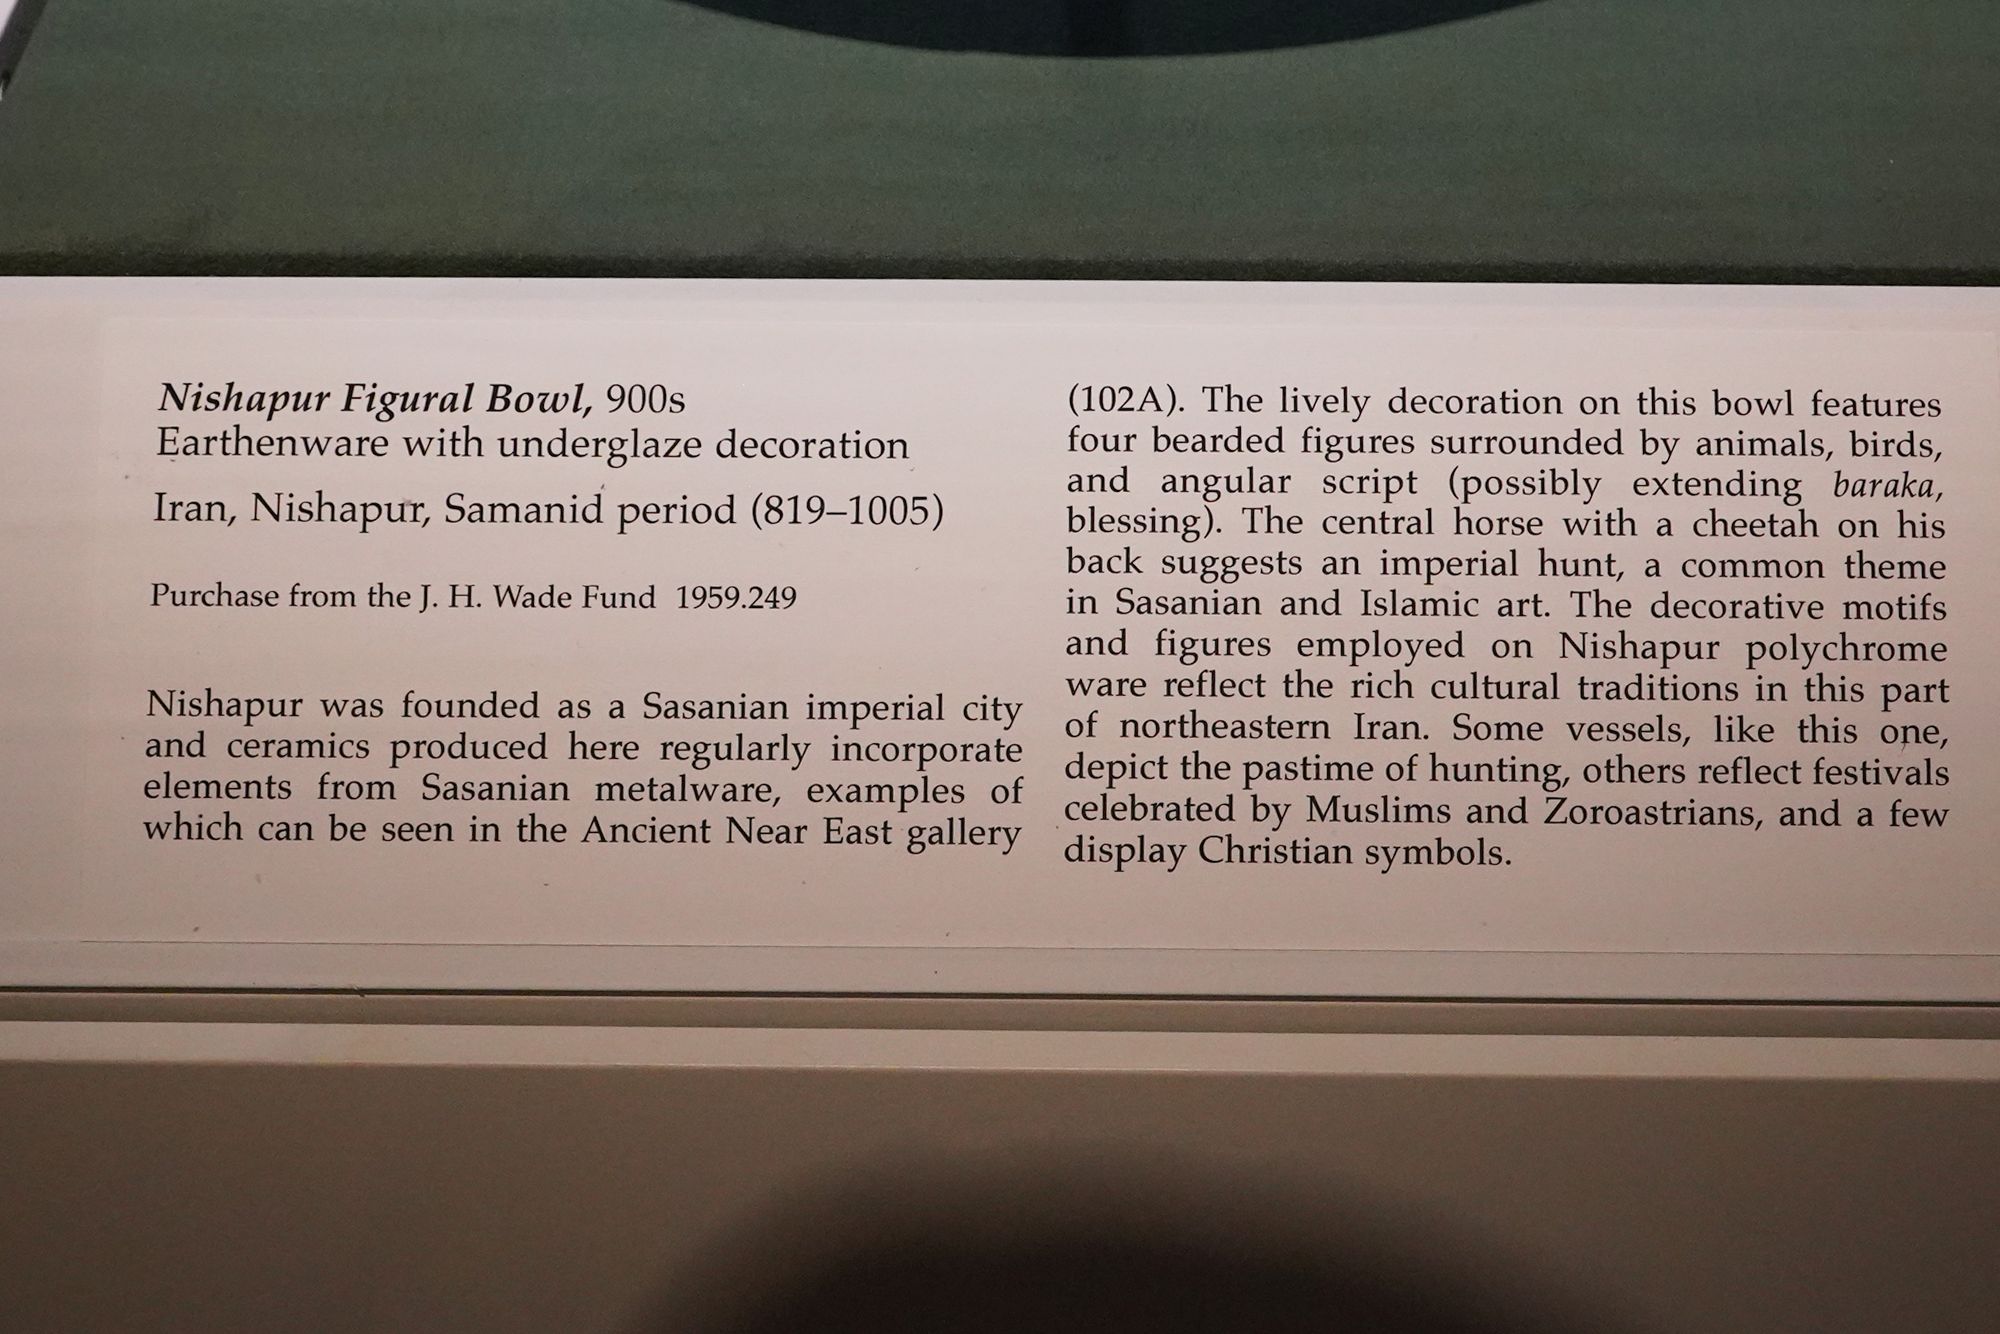 Nishapur Figural Bowl, 900s
Earthenware with underglaze decoration
Iran, Nishapur, Samanid period (819–1005)
Purchase from the J. H. Wade Fund 1959.249
Nishapur was founded as a Sasanian imperial city
and ceramics produced here regularly incorporate
elements from Sasanian metalware, examples of
which can be seen in the Ancient Near East gallery
(102A). The lively decoration on this bowl features
four bearded figures surrounded by animals, birds,
and angular script (possibly extending baraka,
blessing). The central horse with a cheetah on his
back suggests an imperial hunt, a common theme
in Sasanian and Islamic art. The decorative motifs
and figures employed on Nishapur polychrome
ware reflect the rich cultural traditions in this part
of northeastern Iran. Some vessels, like this one,
depict the pastime of hunting, others reflect festivals
celebrated by Muslims and Zoroastrians, and a few
display Christian symbols.